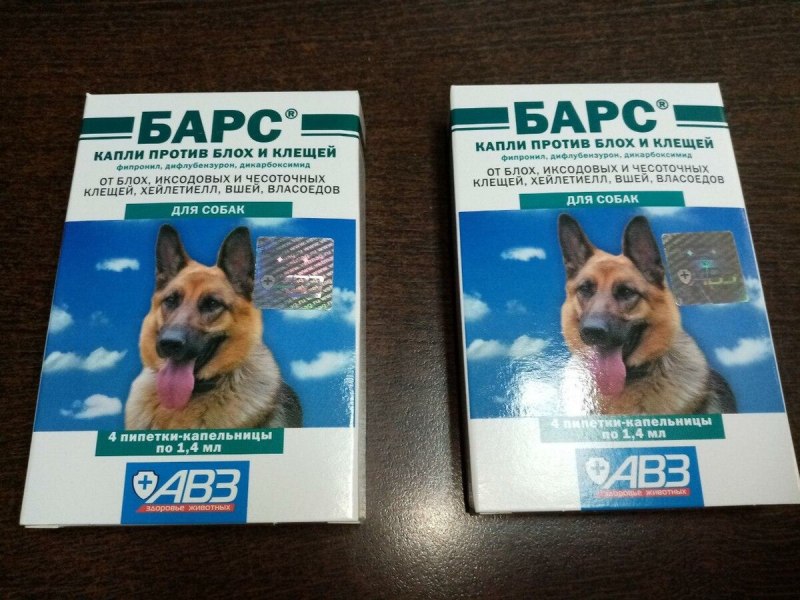 БАРС®
КАПЛИ ПРОТИВ БЛОХ И КЛЕЩЕЙ
фипронил, дифлубензурон, дикарбоксимид
ОТ БЛОХ, ИКСОДОВЫХ И ЧЕСОТОЧНЫХ
КЛЕЩЕЙ, ХЕЙЛЕТИЕЛЛ, ВШЕЙ, ВЛАСОЕДОВ
ДЛЯ СОБАК
4 пипетки-капельницы
по 1,4 мл
АВЗ
здоровье животных
БАРС®
КАПЛИ ПРОТИВ БЛОХ И КЛЕЩЕЙ
фипронил, дифлубензурон, дикарбоксимид
ОТ БЛОХ, ИКСОДОВЫХ И ЧЕСОТОЧНЫХ
КЛЕЩЕЙ, ХЕЙЛЕТИЕЛЛ, ВШЕЙ, ВЛАСОЕДОВ
ДЛЯ СОБАК
4 пипетки-капельницы
по 1,4 мл
АВЗ
здоровье животных